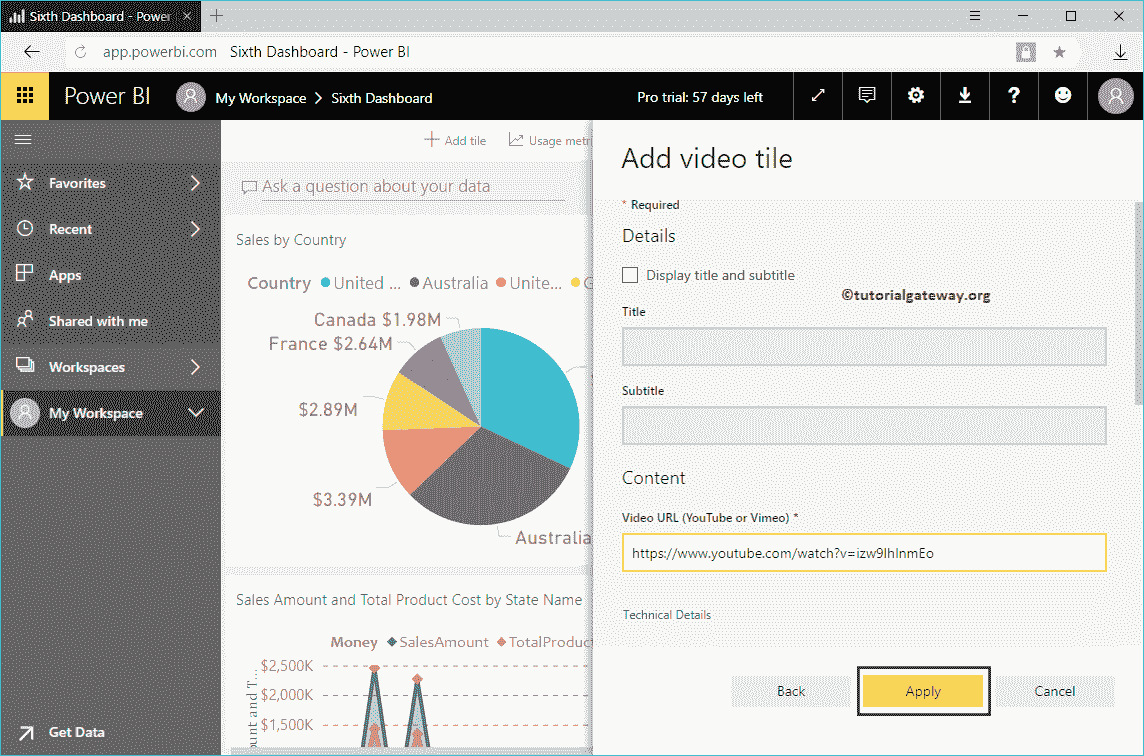 Sixth Dashboard - Power
app.powerbi.com Sixth Dashboard - Power BI
Power BI My Workspace > Sixth Dashboard Pro trial: 57 days left
Favorites
Recent
Apps
Shared with me
Workspaces
My Workspace
Get Data
Add tile Usage metri
Ask a question about your data
Sales by Country
Country United ... Australia Unite... G
Canada $1.98M
France $2.64M
$2.89M
$3.39M
Australia
Sales Amount and Total Product Cost by State Name
Money SalesAmount TotalProduct
$2,500K
$2,000K
$1,500K
ount and T...
Add video tile
* Required
Details
Display title and subtitle
©tutorialgateway.org
Title
Subtitle
Content
Video URL (YouTube or Vimeo) *
https://www.youtube.com/watch?v=izw9IhInmEo
Technical Details
Back Apply Cancel